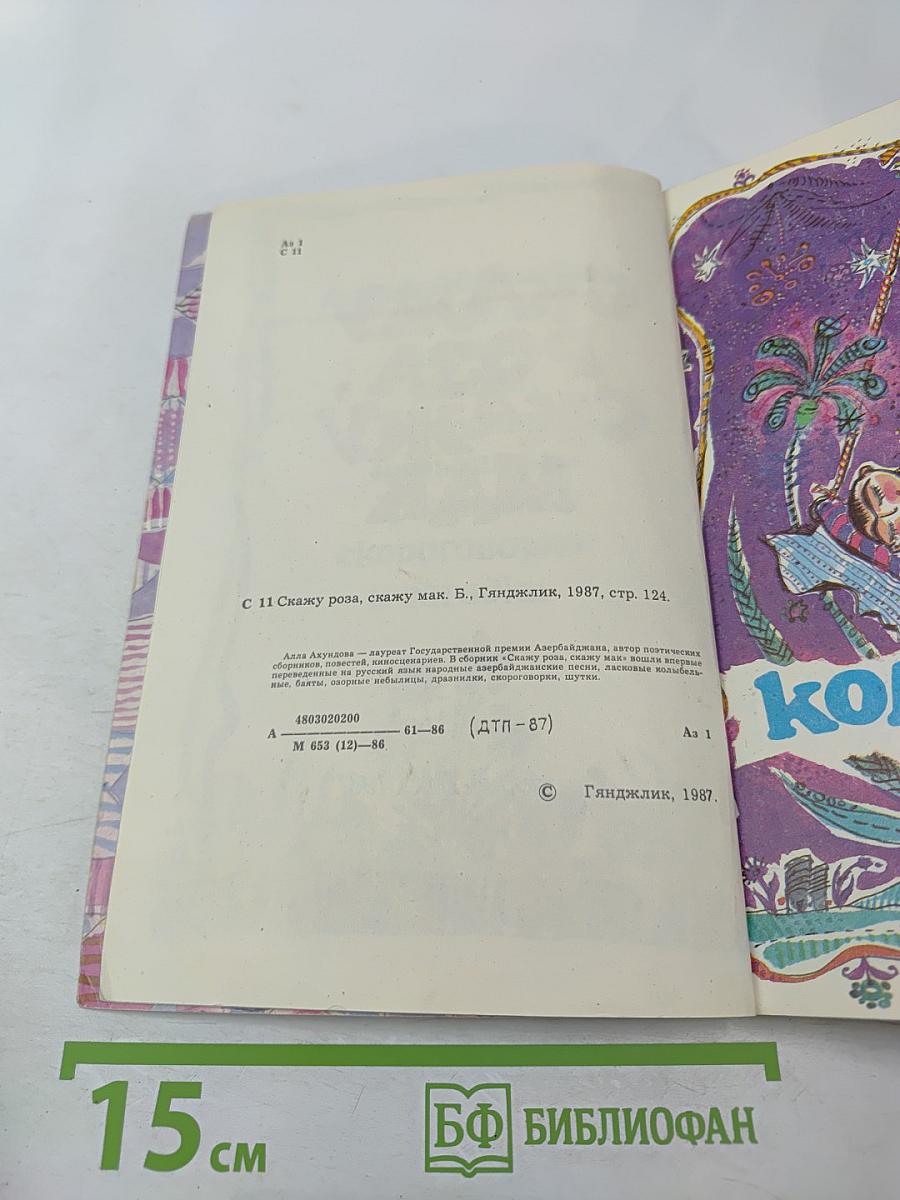 Аз 1
С 11
С 11 Скажу роза, скажу мак. Б., Гянджлик, 1987, стр. 124.
Алла Ахундова — лауреат Государственной премии Азербайджана, автор поэтических
сборников, повестей, киносценариев. В сборник «Скажу роза, скажу мак» вошли впервые
переведенные на русский язык народные азербайджанские песни, ласковые колыбель-
ные, баяты, озорные небылицы, дразнилки, скороговорки, шутки.
4803020200
А ———————— 61—86 (ДТП-87) Аз 1
М 653 (12)—86
© Гянджлик, 1987.
15 см
БФ БИБЛИОФАН